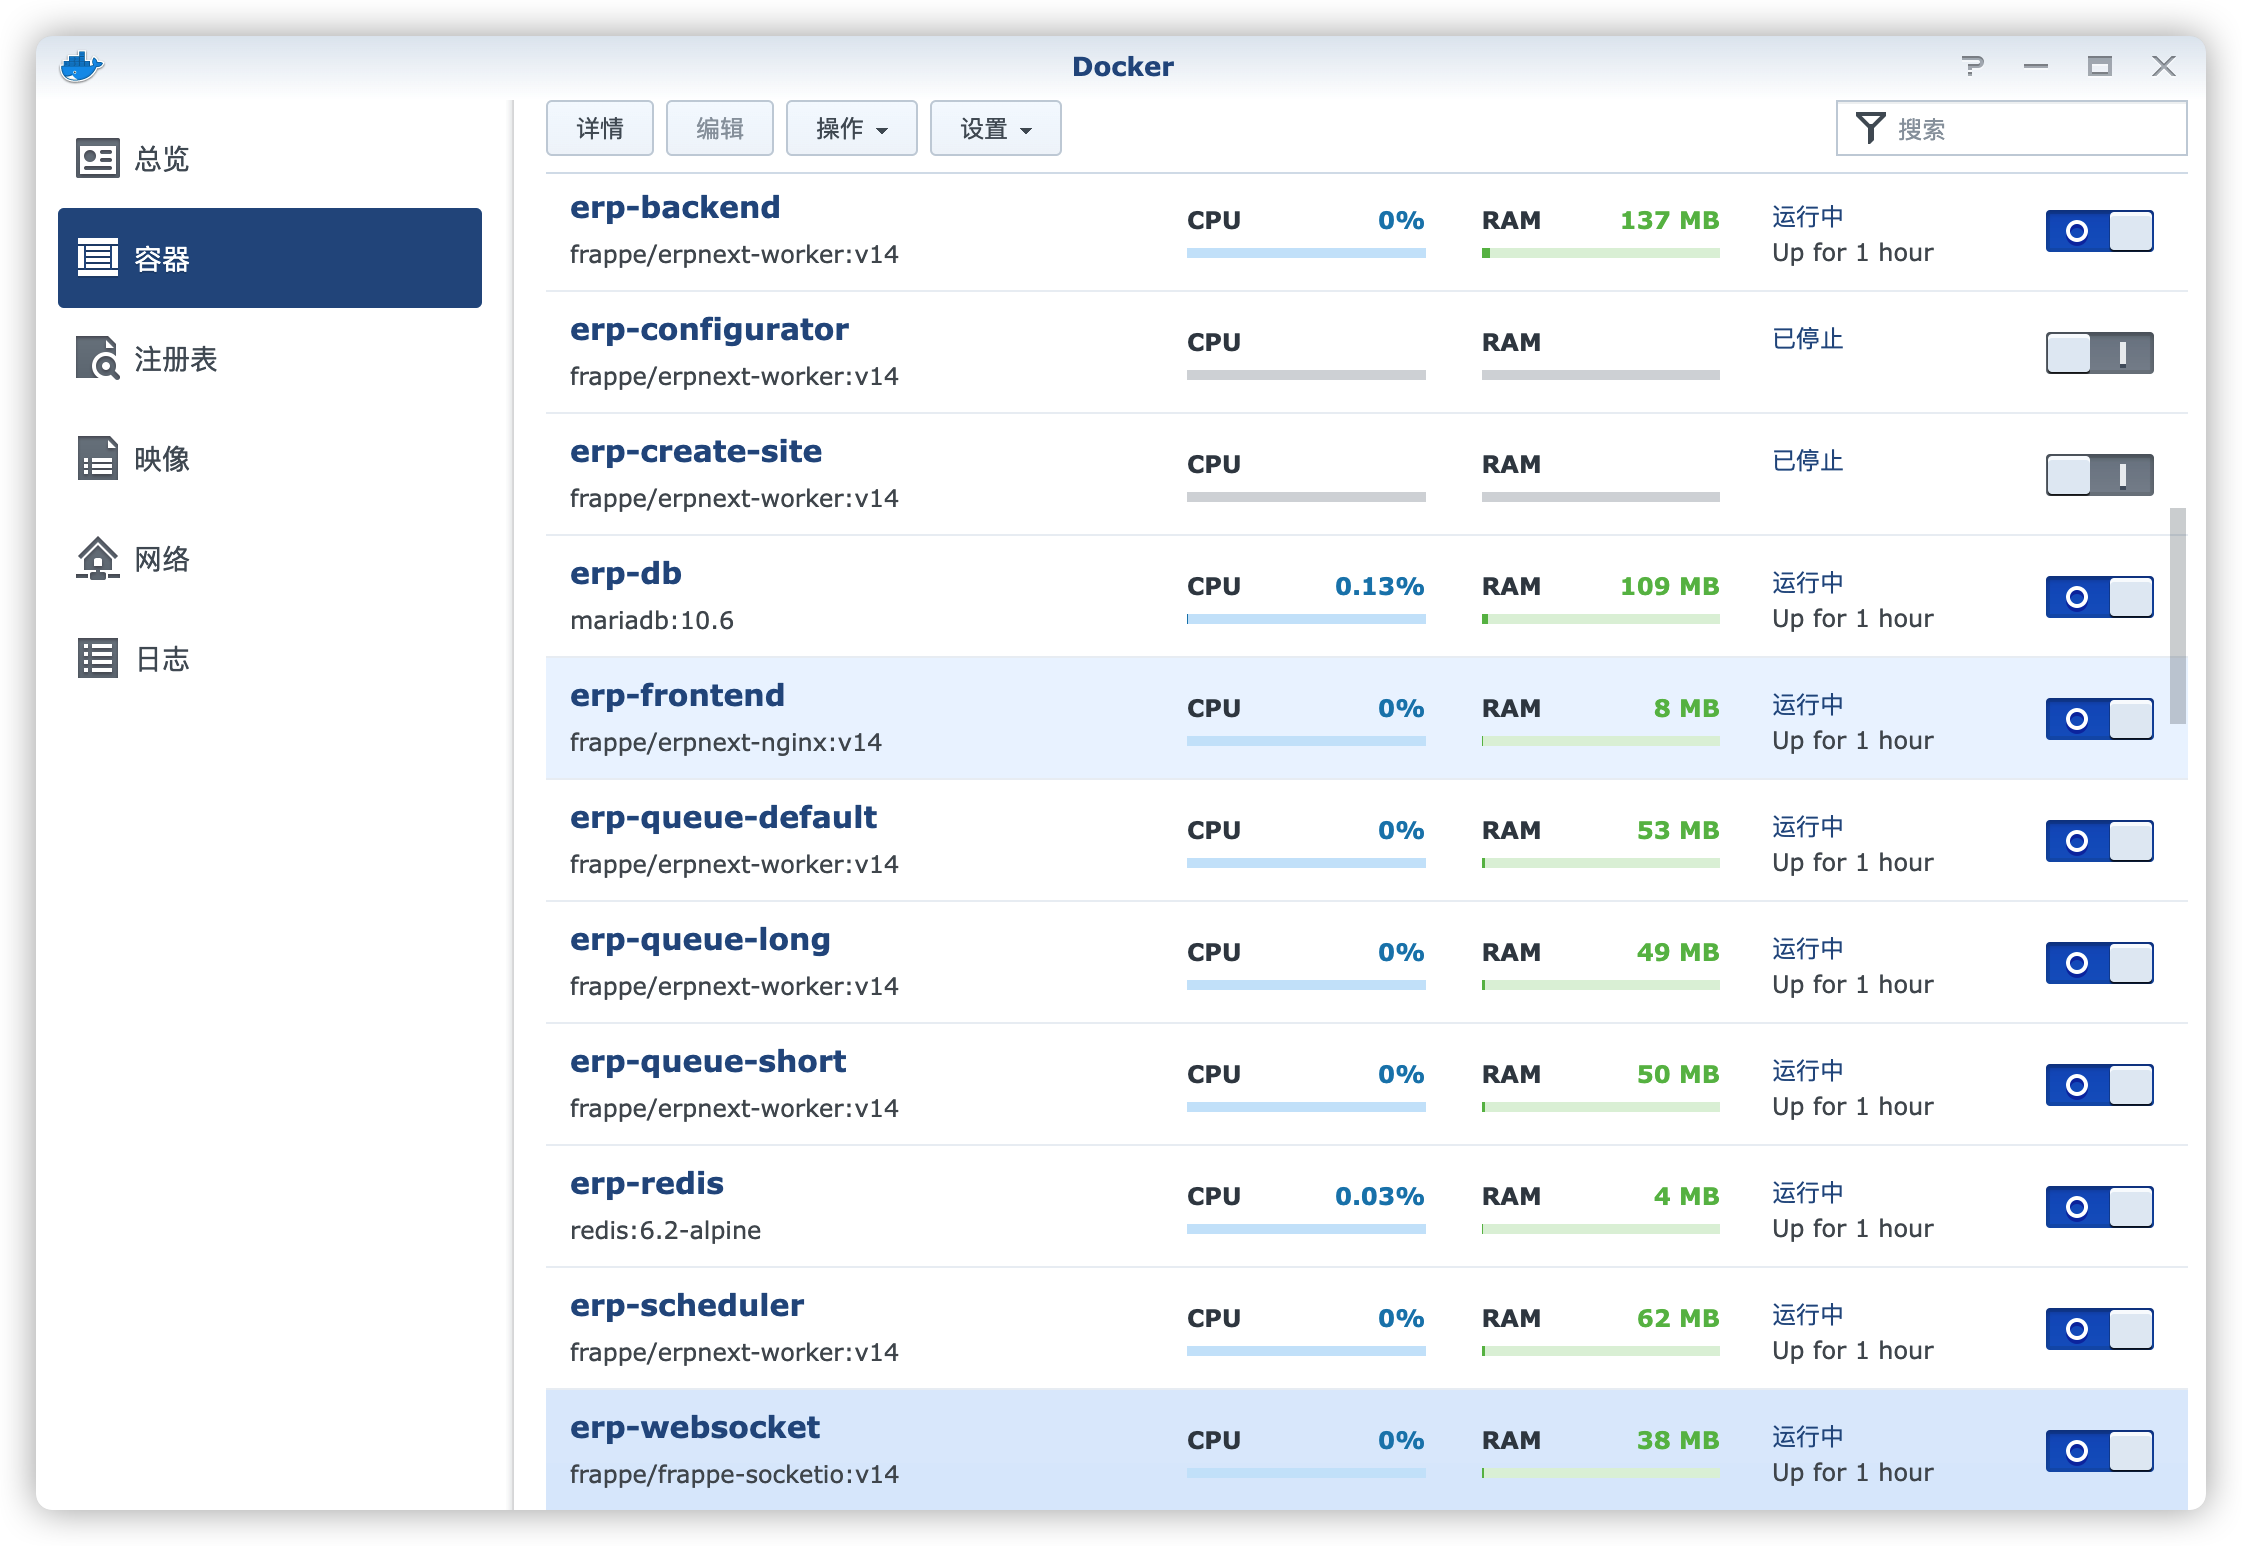 Docker
总览
容器
注册表
映像
网络
日志
详情 编辑 操作 设置 搜索
erp-backend
frappe/erpnext-worker:v14
CPU 0% RAM 137 MB 运行中
Up for 1 hour
erp-configurator
frappe/erpnext-worker:v14
CPU RAM 已停止
erp-create-site
frappe/erpnext-worker:v14
CPU RAM 已停止
erp-db
mariadb:10.6
CPU 0.13% RAM 109 MB 运行中
Up for 1 hour
erp-frontend
frappe/erpnext-nginx:v14
CPU 0% RAM 8 MB 运行中
Up for 1 hour
erp-queue-default
frappe/erpnext-worker:v14
CPU 0% RAM 53 MB 运行中
Up for 1 hour
erp-queue-long
frappe/erpnext-worker:v14
CPU 0% RAM 49 MB 运行中
Up for 1 hour
erp-queue-short
frappe/erpnext-worker:v14
CPU 0% RAM 50 MB 运行中
Up for 1 hour
erp-redis
redis:6.2-alpine
CPU 0.03% RAM 4 MB 运行中
Up for 1 hour
erp-scheduler
frappe/erpnext-worker:v14
CPU 0% RAM 62 MB 运行中
Up for 1 hour
erp-websocket
frappe/frappe-socketio:v14
CPU 0% RAM 38 MB 运行中
Up for 1 hour